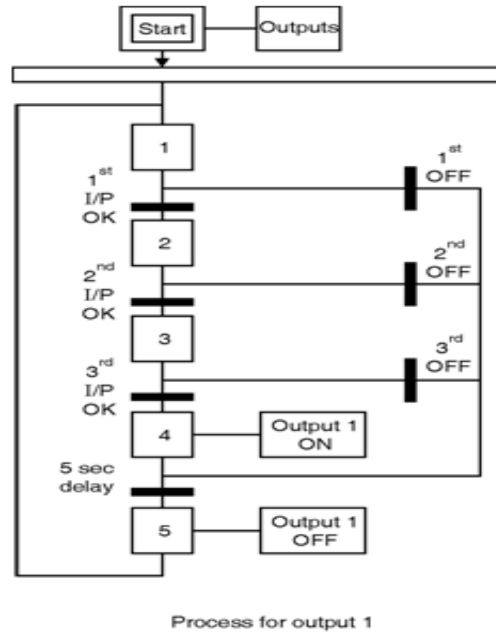 Start
Outputs
1
1st
I/P
OK
1st
OFF
2
2nd
I/P
OK
2nd
OFF
3
3rd
I/P
OK
3rd
OFF
4
Output 1
ON
5 sec
delay
5
Output 1
OFF
Process for output 1